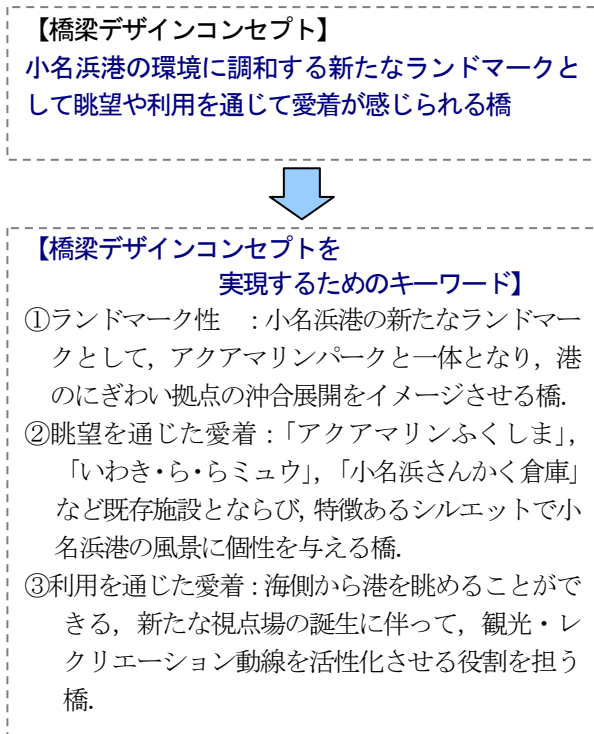 【橋梁デザインコンセプト】
小名浜港の環境に調和する新たなランドマークと
して眺望や利用を通じて愛着が感じられる橋
【橋梁デザインコンセプトを
実現するためのキーワード】
①ランドマーク性　：小名浜港の新たなランドマー
クとして，アクアマリンパークと一体となり，港
のにぎわい拠点の沖合展開をイメージさせる橋．
②眺望を通じた愛着：「アクアマリンふくしま」，
「いわき・ら・らミュウ」，「小名浜さんかく倉庫」
など既存施設とならび，特徴あるシルエットで小
名浜港の風景に個性を与える橋．
③利用を通じた愛着：海側から港を眺めることがで
きる，新たな視点場の誕生に伴って，観光・レ
クリエーション動線を活性化させる役割を担う
橋．